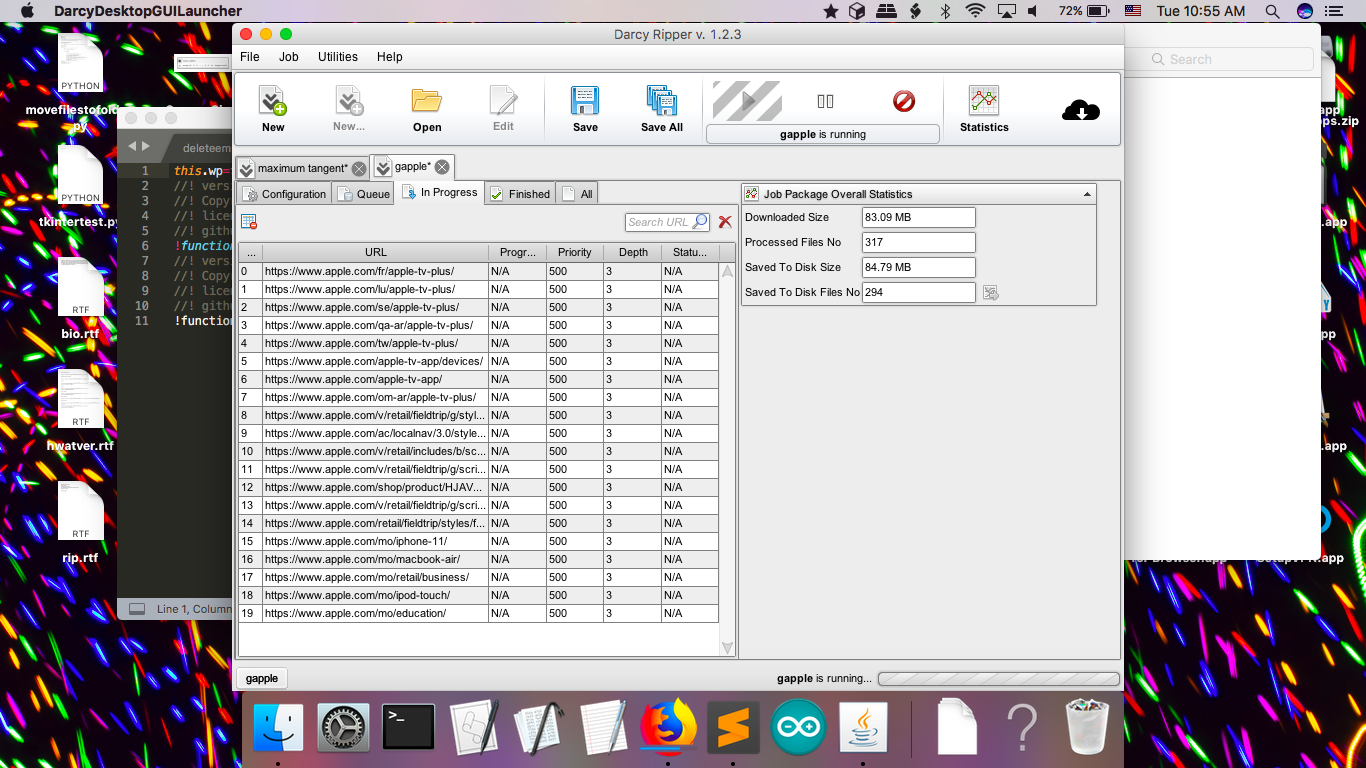 DarcyDesktopGUILauncher
72%
Tue 10:55 AM
Darcy Ripper v. 1.2.3
File Job Utilities Help
Search
New
New...
Open
Edit
Save
Save All
gapple is running
Statistics
maximum tangent*
gapple*
Configuration
Queue
In Progress
Finished
All
Search URL
... URL Progr... Priority Depth Statu...
0 https://www.apple.com/fr/apple-tv-plus/ N/A 500 3 N/A
1 https://www.apple.com/lu/apple-tv-plus/ N/A 500 3 N/A
2 https://www.apple.com/se/apple-tv-plus/ N/A 500 3 N/A
3 https://www.apple.com/qa-ar/apple-tv-plus/ N/A 500 3 N/A
4 https://www.apple.com/tw/apple-tv-plus/ N/A 500 3 N/A
5 https://www.apple.com/apple-tv-app/devices/ N/A 500 3 N/A
6 https://www.apple.com/apple-tv-app/ N/A 500 3 N/A
7 https://www.apple.com/om-ar/apple-tv-plus/ N/A 500 3 N/A
8 https://www.apple.com/v/retail/fieldtrip/g/styl... N/A 500 3 N/A
9 https://www.apple.com/ac/localnav/3.0/style... N/A 500 3 N/A
10 https://www.apple.com/v/retail/includes/b/sc... N/A 500 3 N/A
11 https://www.apple.com/v/retail/fieldtrip/g/scri... N/A 500 3 N/A
12 https://www.apple.com/shop/product/HJAV... N/A 500 3 N/A
13 https://www.apple.com/v/retail/fieldtrip/g/scri... N/A 500 3 N/A
14 https://www.apple.com/retail/fieldtrip/styles/f... N/A 500 3 N/A
15 https://www.apple.com/mo/iphone-11/ N/A 500 3 N/A
16 https://www.apple.com/mo/macbook-air/ N/A 500 3 N/A
17 https://www.apple.com/mo/retail/business/ N/A 500 3 N/A
18 https://www.apple.com/mo/ipod-touch/ N/A 500 3 N/A
19 https://www.apple.com/mo/education/ N/A 500 3 N/A
Job Package Overall Statistics
Downloaded Size 83.09 MB
Processed Files No 317
Saved To Disk Size 84.79 MB
Saved To Disk Files No 294
gapple
gapple is running...
PYTHON
movefilestofold
py
PYTHON
tkintertest.py
RTF
bio.rtf
RTF
hwatver.rtf
RTF
rip.rtf
deleteem
1 this.wp=
2 //! vers
3 //! Copy
4 //! licen
5 //! githu
6 !function
7 //! vers
8 //! Copy
9 //! licen
10 //! githu
11 !function
Line 1, Column
.app
ps.zip
.app
pp
.app
.app